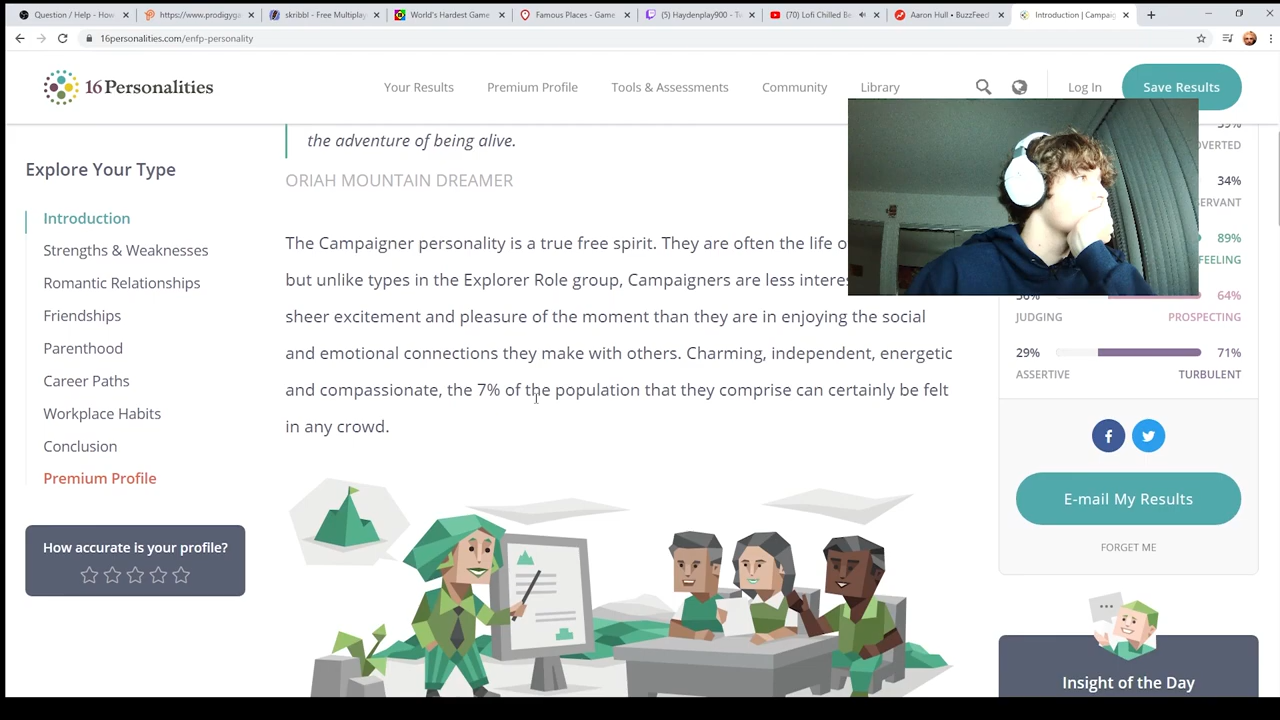 Question / Help - How
https://www.prodigyga
skribbl - Free Multiplay
World's Hardest Game
Famous Places - Game
(5) Haydenplay900 - Tw
(70) Lofi Chilled Be
Aaron Hull • BuzzFeed
Introduction | Campaig
16personalities.com/enfp-personality
16Personalities
Your Results
Premium Profile
Tools & Assessments
Community
Library
Log In
Save Results
the adventure of being alive.
ORIAH MOUNTAIN DREAMER
Explore Your Type
Introduction
Strengths & Weaknesses
Romantic Relationships
Friendships
Parenthood
Career Paths
Workplace Habits
Conclusion
Premium Profile
How accurate is your profile?
The Campaigner personality is a true free spirit. They are often the life o
but unlike types in the Explorer Role group, Campaigners are less interes
sheer excitement and pleasure of the moment than they are in enjoying the social
and emotional connections they make with others. Charming, independent, energetic
and compassionate, the 7% of the population that they comprise can certainly be felt
in any crowd.
OVERTED
34%
SERVANT
89%
FEELING
64%
JUDGING PROSPECTING
29% 71%
ASSERTIVE TURBULENT
E-mail My Results
FORGET ME
Insight of the Day